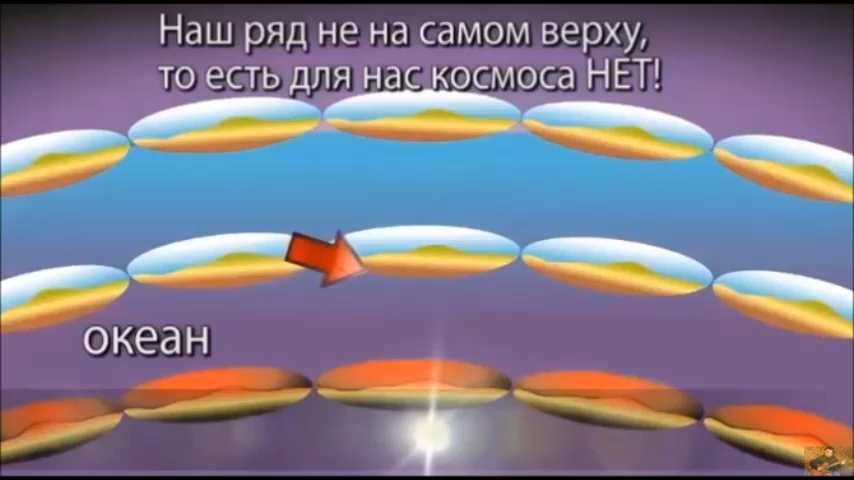 Наш ряд не на самом верху,
то есть для нас космоса НЕТ!
океан